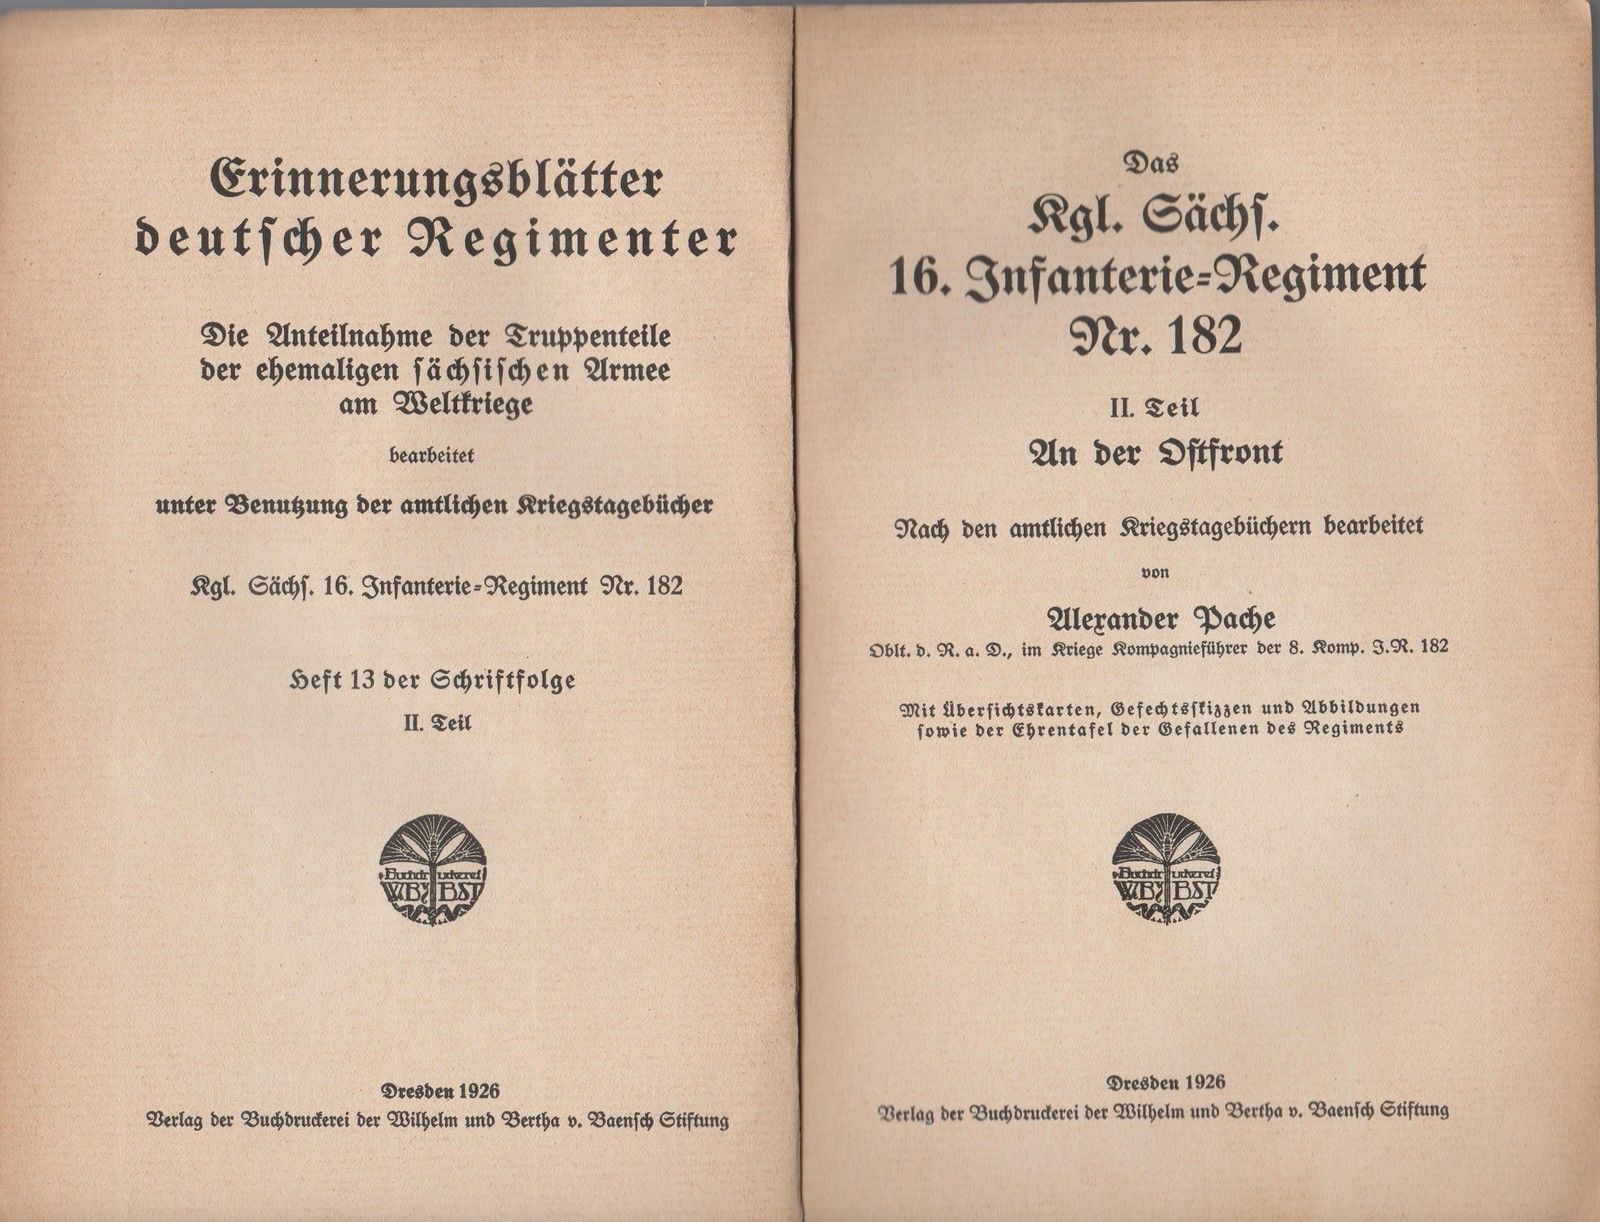 Erinnerungsblätter
deutscher Regimenter
Die Anteilnahme der Truppenteile
der ehemaligen sächsischen Armee
am Weltkriege
bearbeitet
unter Benutzung der amtlichen Kriegstagebücher
Kgl. Sächs. 16. Infanterie-Regiment Nr. 182
Heft 13 der Schriftfolge
II. Teil
Buchdruckerei
W.B.V. BST
Dresden 1926
Verlag der Buchdruckerei der Wilhelm und Bertha v. Baensch Stiftung
Das
Kgl. Sächs.
16. Infanterie-Regiment
Nr. 182
II. Teil
An der Ostfront
Nach den amtlichen Kriegstagebüchern bearbeitet
von
Alexander Pache
Oblt. d. R. a. D., im Kriege Kompagnieführer der 8. Komp. J.R. 182
Mit Übersichtskarten, Gefechtsskizzen und Abbildungen
sowie der Ehrentafel der Gefallenen des Regiments
Buchdruckerei
W.B.V. BST
Dresden 1926
Verlag der Buchdruckerei der Wilhelm und Bertha v. Baensch Stiftung